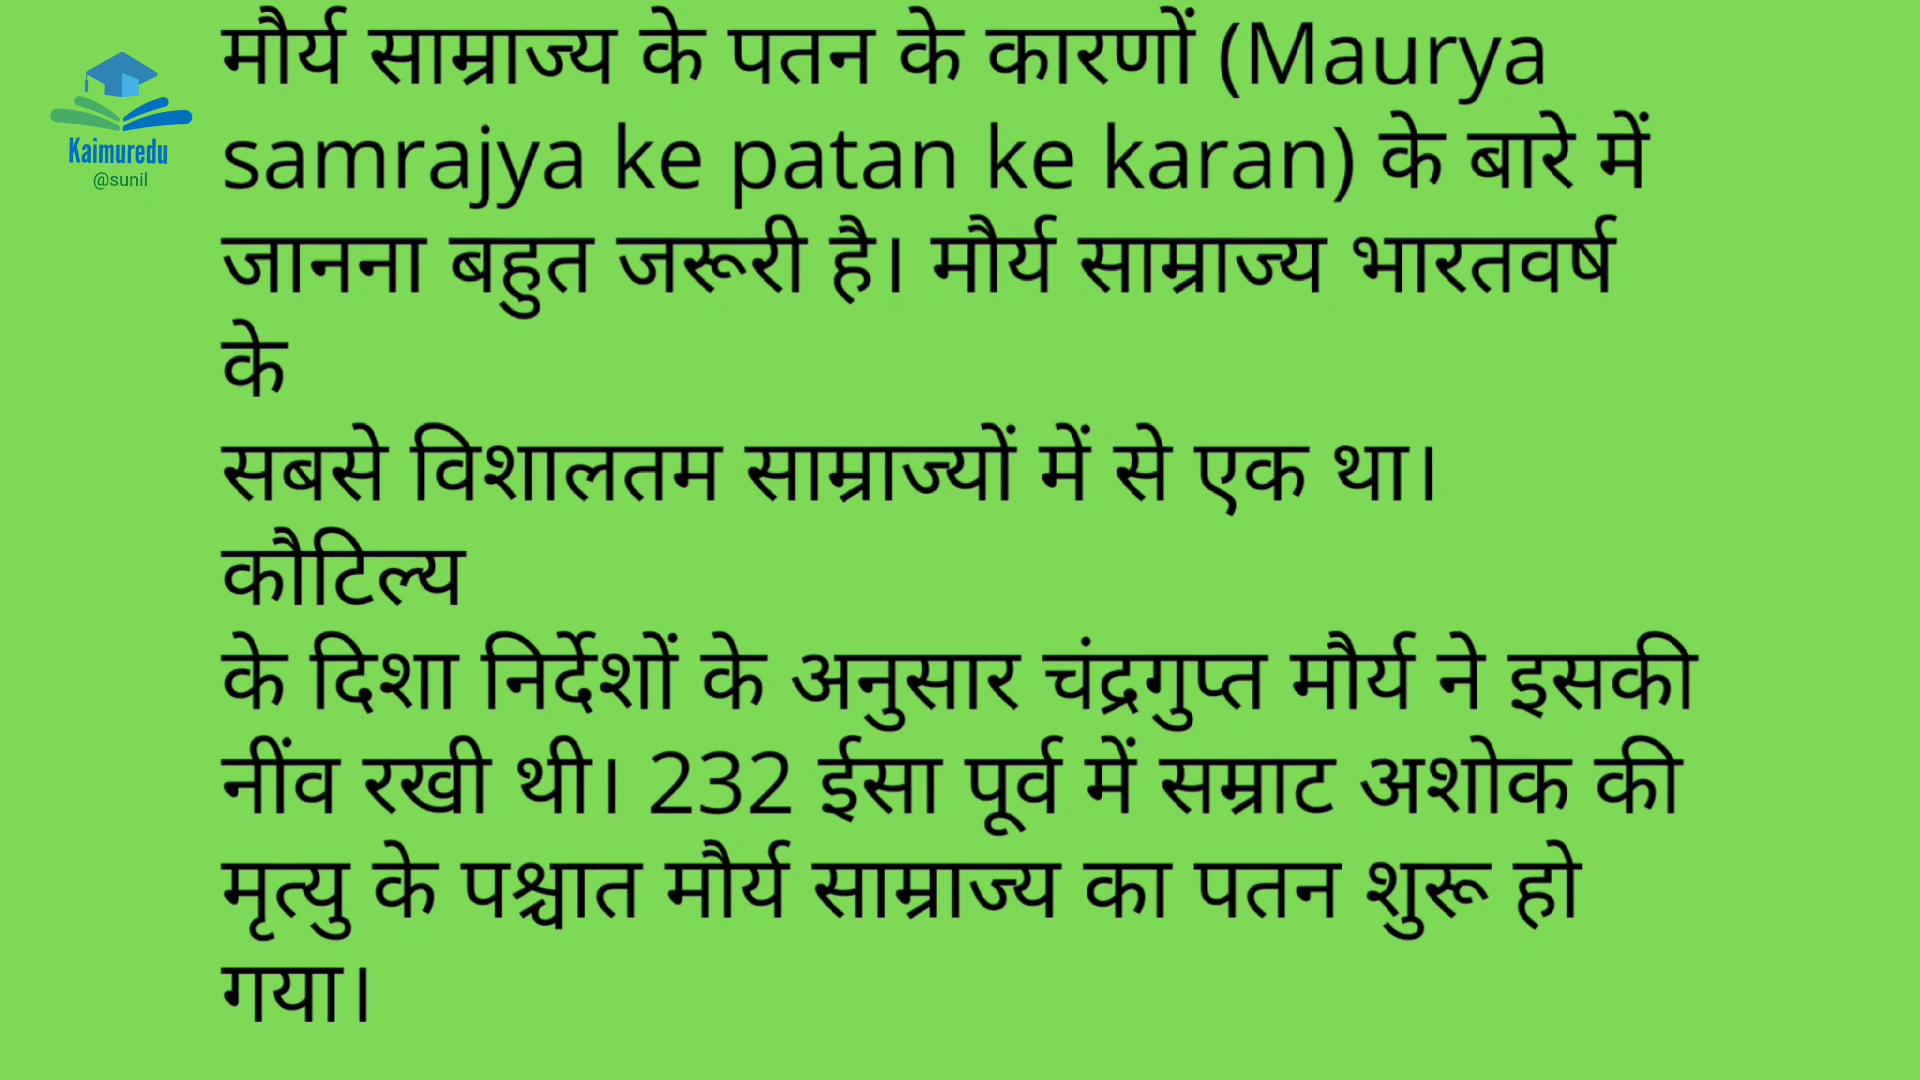 मौर्य साम्राज्य के पतन के कारणों (Maurya
samrajya ke patan ke karan) के बारे में
जानना बहुत जरूरी है। मौर्य साम्राज्य भारतवर्ष
के
सबसे विशालतम साम्राज्यों में से एक था।
कौटिल्य
के दिशा निर्देशों के अनुसार चंद्रगुप्त मौर्य ने इसकी
नींव रखी थी। 232 ईसा पूर्व में सम्राट अशोक की
मृत्यु के पश्चात मौर्य साम्राज्य का पतन शुरू हो
गया।
Kaimuredu
@sunil